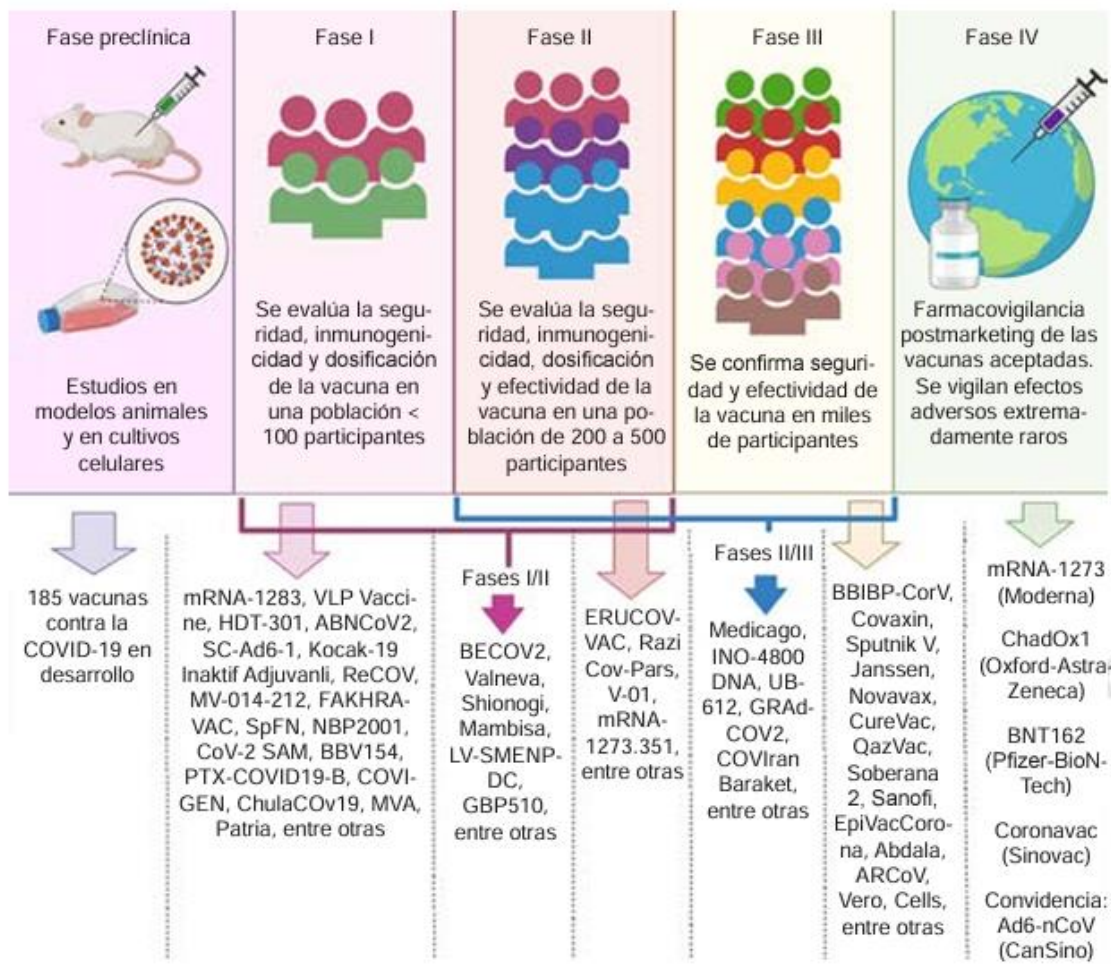 Fase preclínica
Estudios en
modelos animales
y en cultivos
celulares
Fase I
Se evalúa la segu-
ridad, inmunogeni-
cidad y dosificación
de la vacuna en
una población <
100 participantes
Fase II
Se evalúa la segu-
ridad, inmunogeni-
cidad, dosificación
y efectividad de la
vacuna en una po-
blación de 200 a 500
participantes
Fase III
Se confirma seguri-
dad y efectividad de
la vacuna en miles
de participantes
Fase IV
Farmacovigilancia
postmarketing de las
vacunas aceptadas.
Se vigilan efectos
adversos extrema-
damente raros
185 vacunas
contra la
COVID-19 en
desarrollo
mRNA-1283, VLP Vacci-
ne, HDT-301, ABNCoV2,
SC-Ad6-1, Kocak-19
Inaktif Adjuvanli, ReCOV,
MV-014-212, FAKHRA-
VAC, SpFN, NBP2001,
CoV-2 SAM, BBV154,
PTX-COVID19-B, COVI-
GEN, ChulaCOv19, MVA,
Patria, entre otras
Fases I/II
BECOV2,
Valneva,
Shionogi,
Mambisa,
LV-SMENP-
DC,
GBP510,
entre otras
ERUCOV-
VAC, Razi
Cov-Pars,
V-01,
mRNA-
1273.351,
entre otras
Fases II/III
Medicago,
INO-4800
DNA, UB-
612, GRAd-
COV2,
COVIran
Baraket,
entre otras
BBIBP-CorV,
Covaxin,
Sputnik V,
Janssen,
Novavax,
CureVac,
QazVac,
Soberana
2, Sanofi,
EpiVacCoro-
na, Abdala,
ARCoV,
Vero, Cells,
entre otras
mRNA-1273
(Moderna)
ChadOx1
(Oxford-Astra
Zeneca)
BNT162
(Pfizer-BioN-
Tech)
Coronavac
(Sinovac)
Convidencia:
Ad6-nCoV
(CanSino)